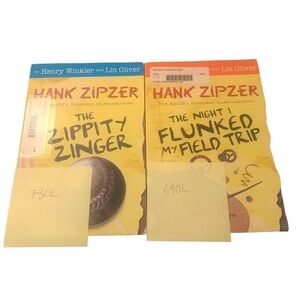 by Henry Winkler and Lin Oliver
HANK ZIPZER
The World's Greatest Underachiever
THE
ZIPPITY
ZINGER
730L
and Lin Oliver
HANK ZIPZER
The World's Greatest Underachiever
THE NIGHT I
FLUNKED
MY FIELD TRIP
690L